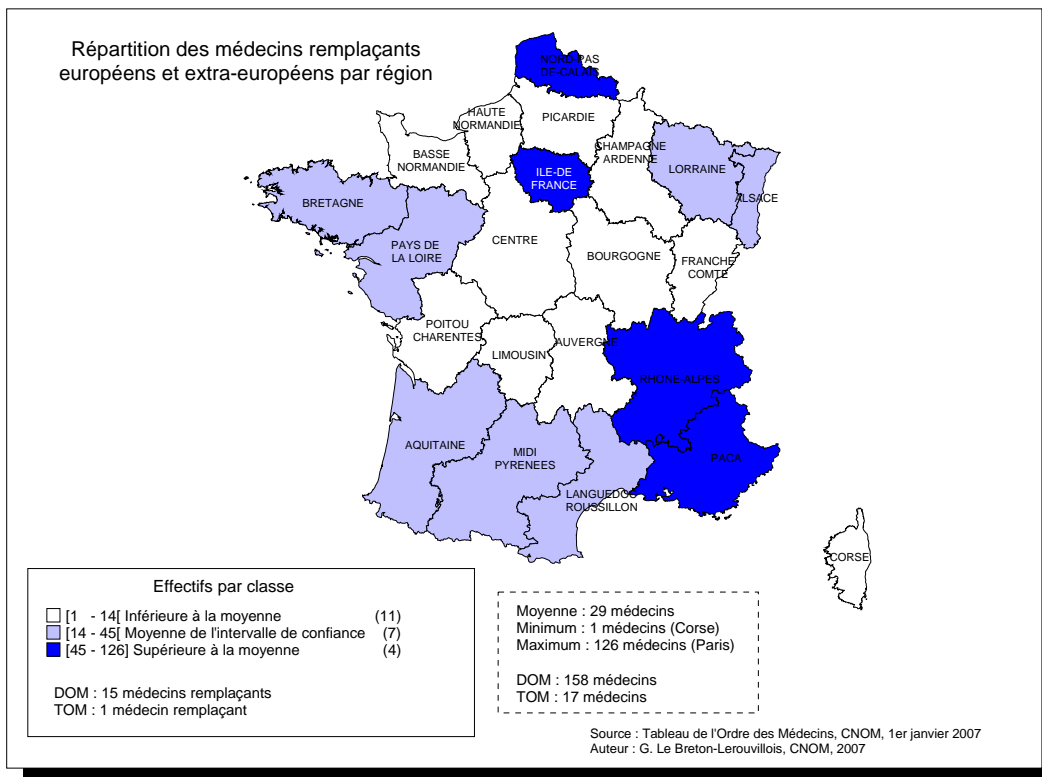 Répartition des médecins remplaçants
européens et extra-européens par région
NORD-PAS
DE-CALAIS
HAUTE
NORMANDIE
PICARDIE
BASSE
NORMANDIE
CHAMPAGNE
ARDENNE
LORRAINE
ALSACE
ILE-DE
FRANCE
BRETAGNE
PAYS DE
LA LOIRE
CENTRE
BOURGOGNE
FRANCHE
COMTE
POITOU
CHARENTES
LIMOUSIN
AUVERGNE
RHONE-ALPES
AQUITAINE
MIDI
PYRENEES
PACA
LANGUEDOC
ROUSSILLON
CORSE
Effectifs par classe
[1 - 14[ Inférieure à la moyenne (11)
[14 - 45[ Moyenne de l'intervalle de confiance (7)
[45 - 126] Supérieure à la moyenne (4)
DOM : 15 médecins remplaçants
TOM : 1 médecin remplaçant
Moyenne : 29 médecins
Minimum : 1 médecins (Corse)
Maximum : 126 médecins (Paris)
DOM : 158 médecins
TOM : 17 médecins
Source : Tableau de l'Ordre des Médecins, CNOM, 1er janvier 2007
Auteur : G. Le Breton-Lerouvillois, CNOM, 2007